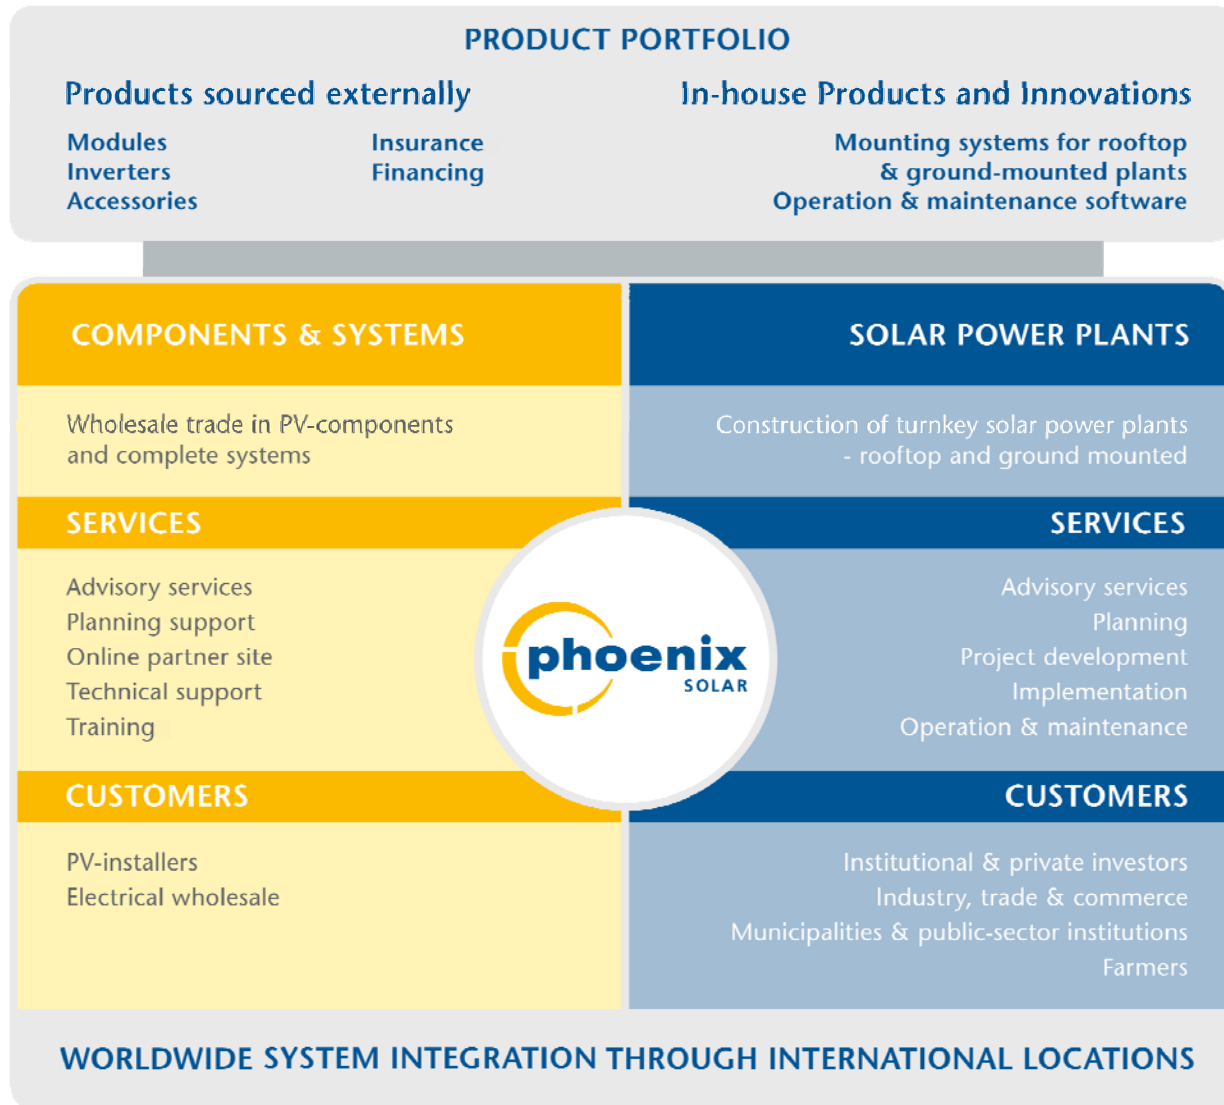 PRODUCT PORTFOLIO
Products sourced externally
Modules
Inverters
Accessories
Insurance
Financing
In-house Products and Innovations
Mounting systems for rooftop
& ground-mounted plants
Operation & maintenance software
COMPONENTS & SYSTEMS
Wholesale trade in PV-components
and complete systems
SERVICES
Advisory services
Planning support
Online partner site
Technical support
Training
CUSTOMERS
PV-installers
Electrical wholesale
phoenix
SOLAR
SOLAR POWER PLANTS
Construction of turnkey solar power plants
- rooftop and ground mounted
SERVICES
Advisory services
Planning
Project development
Implementation
Operation & maintenance
CUSTOMERS
Institutional & private investors
Industry, trade & commerce
Municipalities & public-sector institutions
Farmers
WORLDWIDE SYSTEM INTEGRATION THROUGH INTERNATIONAL LOCATIONS